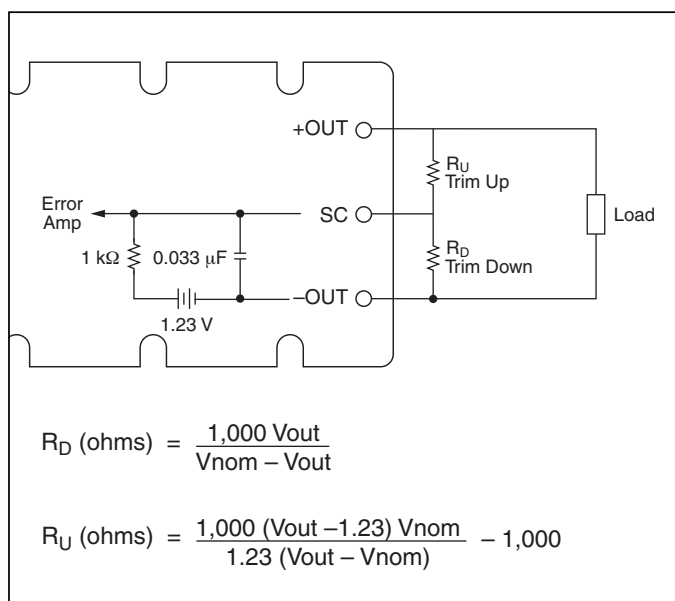 +OUT
R_U
Trim Up
Error
Amp
SC
Load
1 kΩ
0.033 μF
R_D
Trim Down
–OUT
1.23 V
R_D (ohms) = 1,000 Vout / Vnom – Vout
R_U (ohms) = 1,000 (Vout –1.23) Vnom / 1.23 (Vout – Vnom) – 1,000